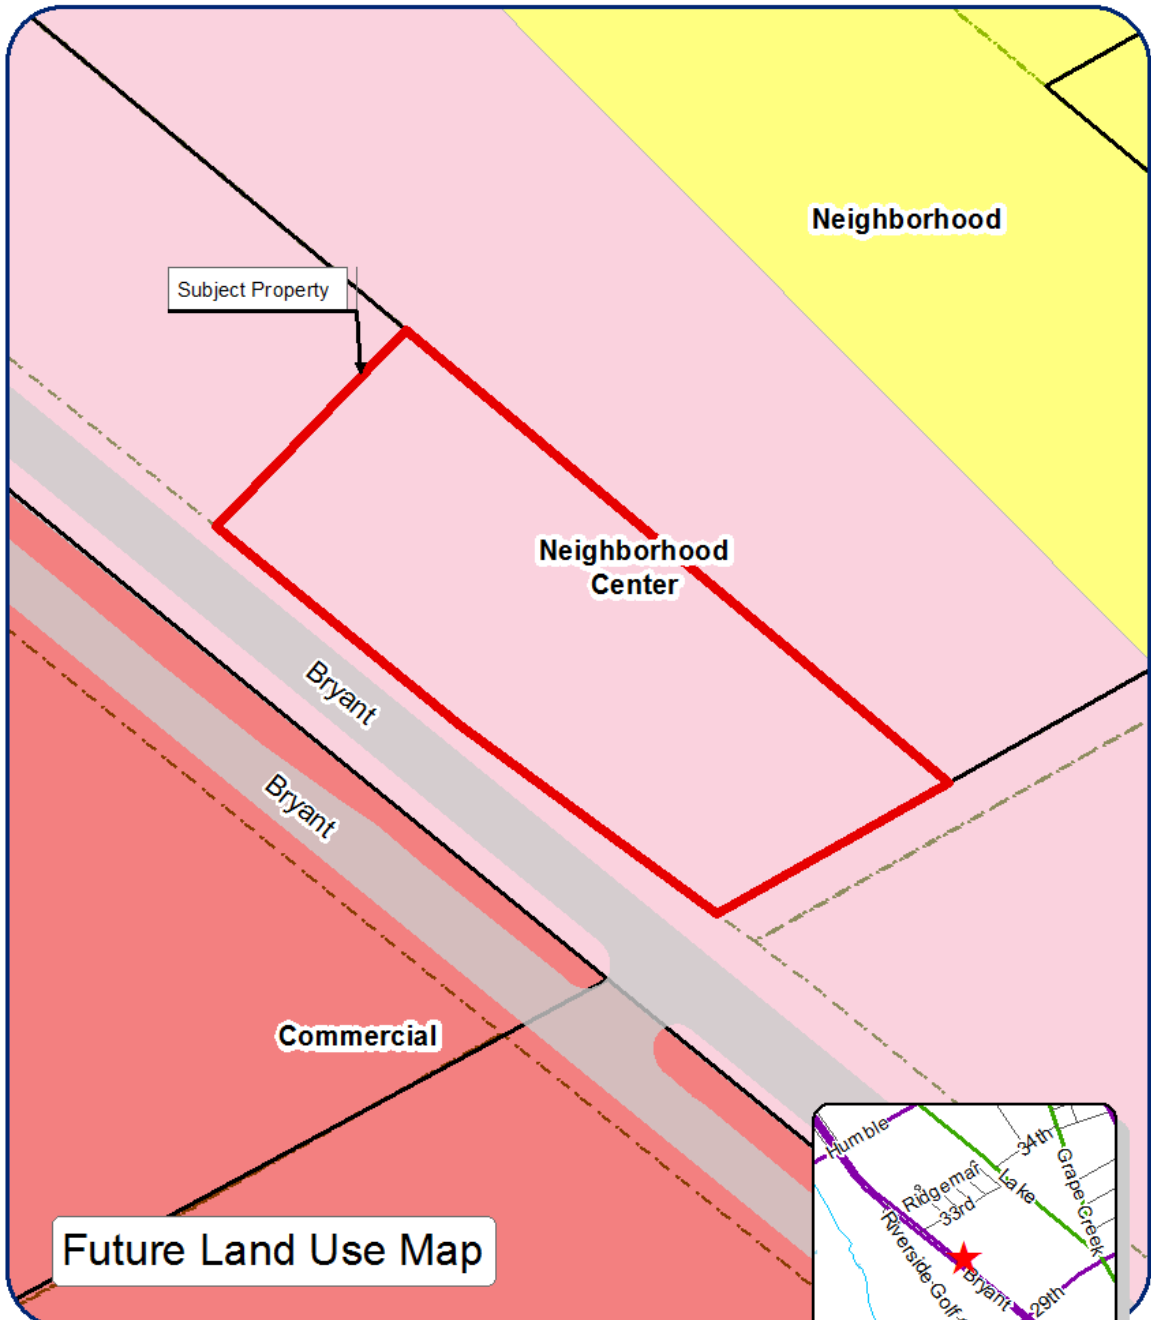 Neighborhood
Subject Property
Neighborhood
Center
Bryant
Bryant
Commercial
Future Land Use Map
Humble
34th
Ridgemar
Lake
Grape Creek
33rd
Riverside Golf
Bryant
29th